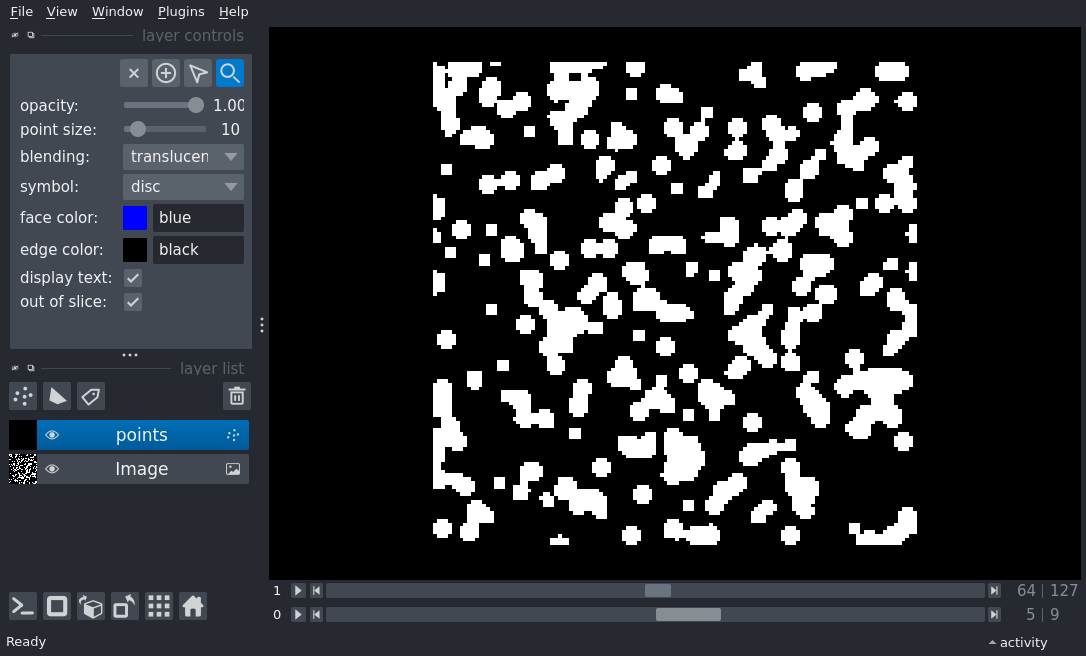 File View Window Plugins Help
layer controls
opacity: 1.00
point size: 10
blending: translucen
symbol: disc
face color: blue
edge color: black
display text:
out of slice:
layer list
points
Image
1 64 | 127
0 5 | 9
Ready activity